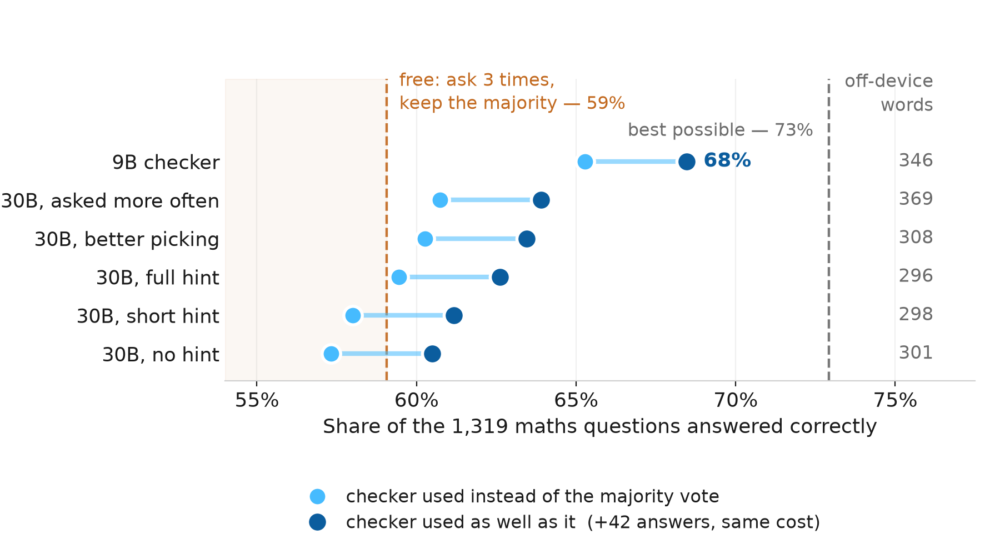 free: ask 3 times,
keep the majority — 59%
off-device
words
best possible — 73%
9B checker
68%
346
30B, asked more often
369
30B, better picking
308
30B, full hint
296
30B, short hint
298
30B, no hint
301
55%
60%
65%
70%
75%
Share of the 1,319 maths questions answered correctly
checker used instead of the majority vote
checker used as well as it  (+42 answers, same cost)